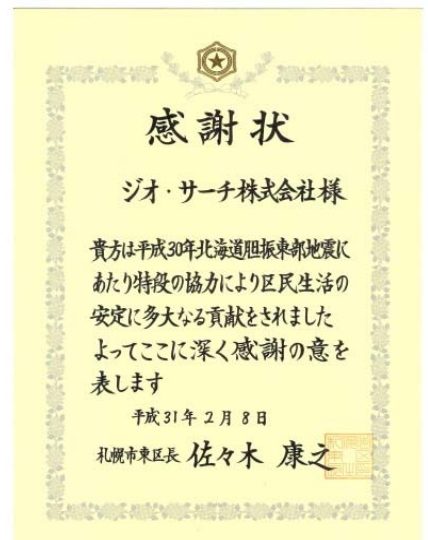 感謝状
ジオ・サーチ株式会社様
貴方は平成30年北海道胆振東部地震に
あたり特段の協力により区民生活の
安定に多大なる貢献をされました
よってここに深く感謝の意を
表します
平成31年2月8日
札幌市東区長 佐々木 康之